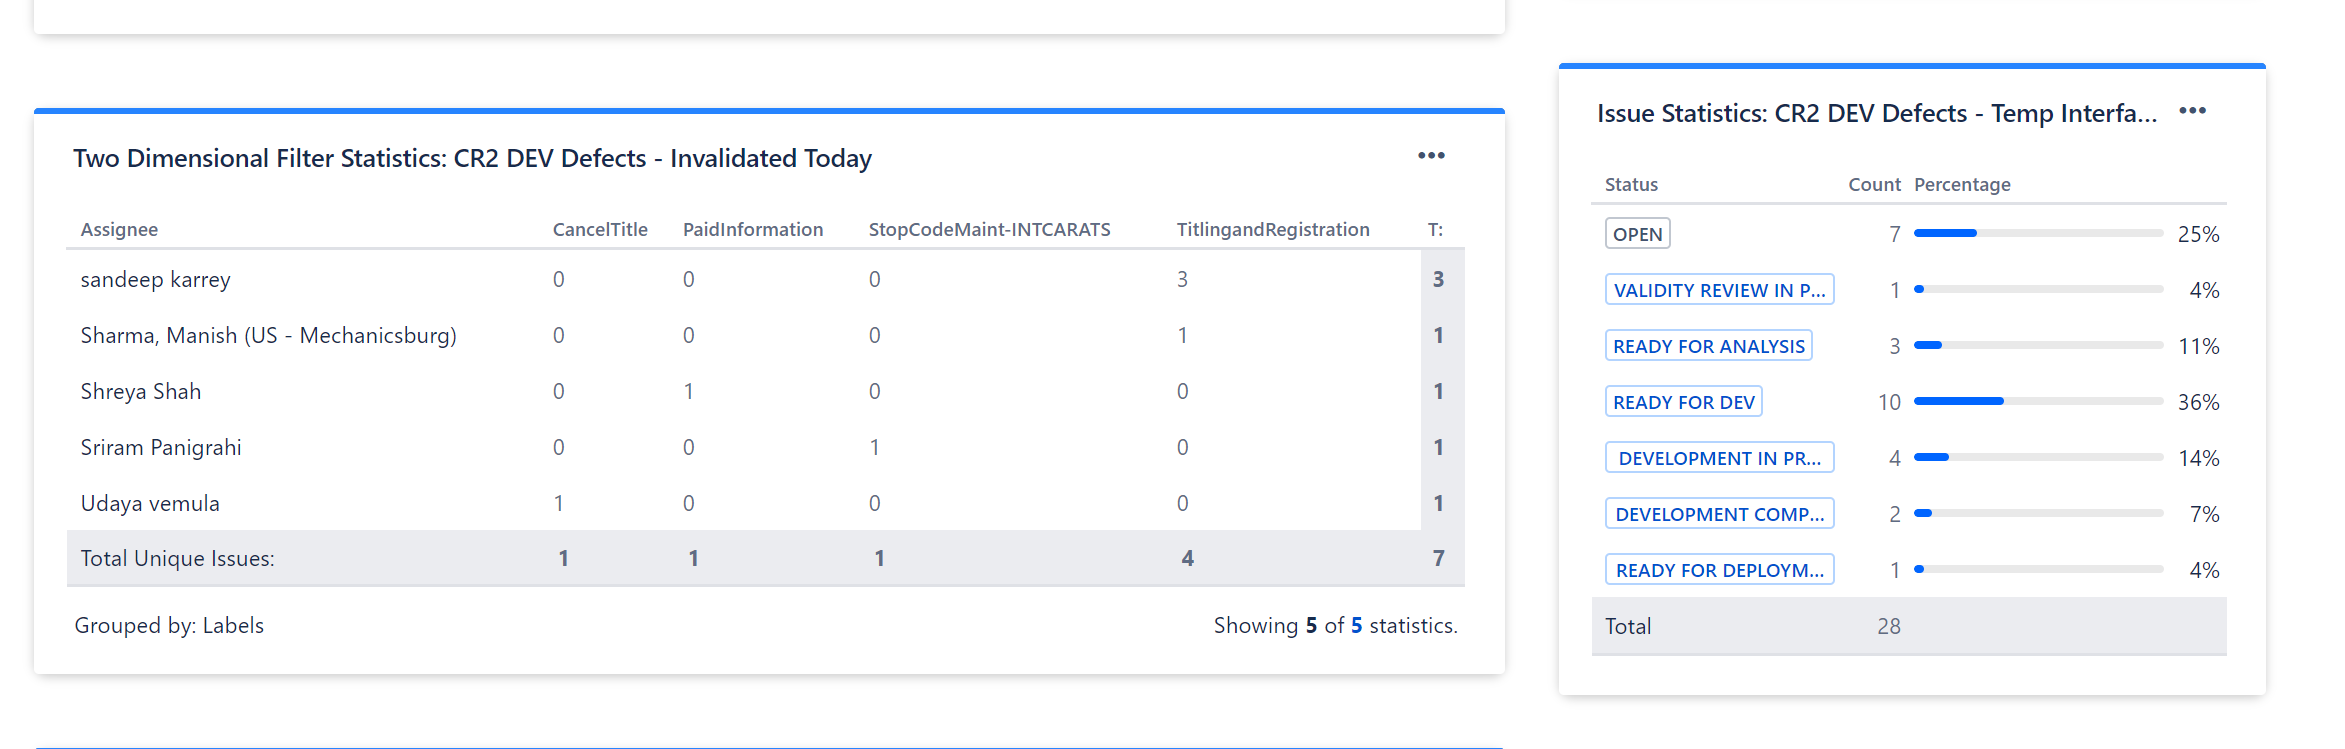 Two Dimensional Filter Statistics: CR2 DEV Defects - Invalidated Today •••
Assignee CancelTitle PaidInformation StopCodeMaint-INTCARATS TitlingandRegistration T:
sandeep karrey 0 0 0 3 3
Sharma, Manish (US - Mechanicsburg) 0 0 0 1 1
Shreya Shah 0 1 0 0 1
Sriram Panigrahi 0 0 1 0 1
Udaya vemula 1 0 0 0 1
Total Unique Issues: 1 1 1 4 7
Grouped by: Labels Showing 5 of 5 statistics.
Issue Statistics: CR2 DEV Defects - Temp Interfa... •••
Status Count Percentage
OPEN 7 25%
VALIDITY REVIEW IN P... 1 4%
READY FOR ANALYSIS 3 11%
READY FOR DEV 10 36%
DEVELOPMENT IN PR... 4 14%
DEVELOPMENT COMP... 2 7%
READY FOR DEPLOYM... 1 4%
Total 28